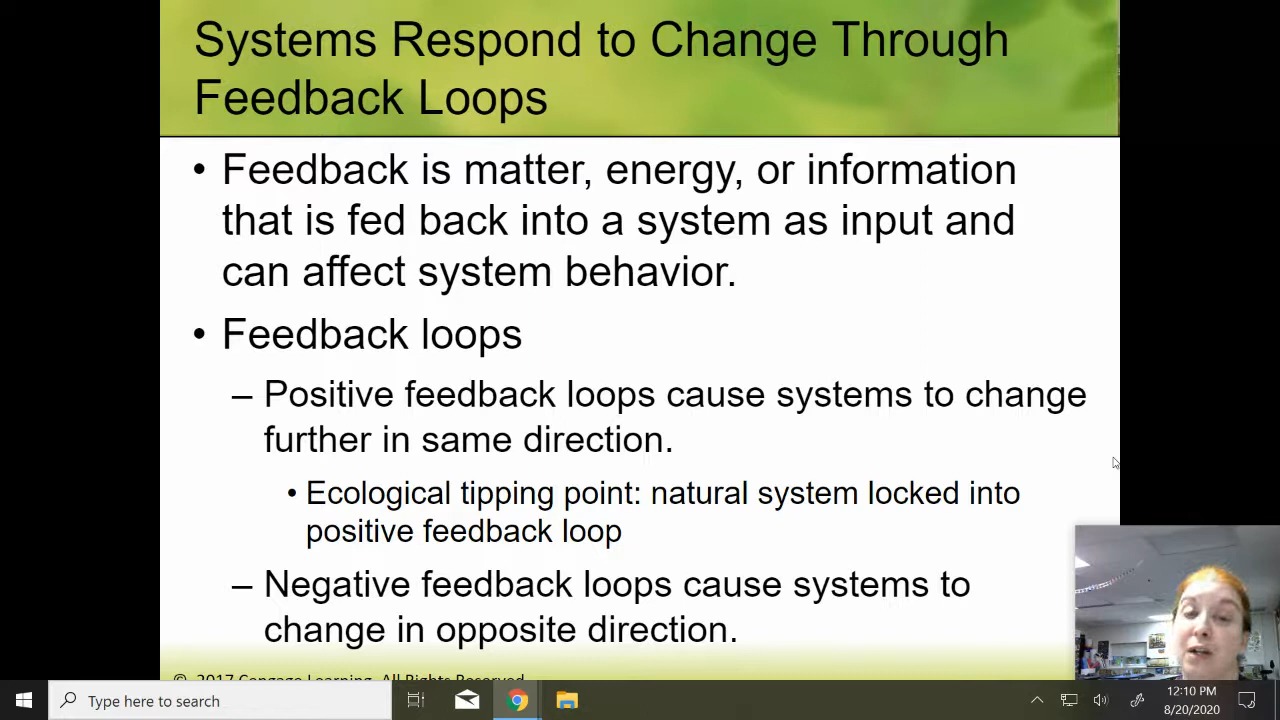 Systems Respond to Change Through
Feedback Loops
• Feedback is matter, energy, or information
that is fed back into a system as input and
can affect system behavior.
• Feedback loops
– Positive feedback loops cause systems to change
further in same direction.
• Ecological tipping point: natural system locked into
positive feedback loop
– Negative feedback loops cause systems to
change in opposite direction.
© 2017 Cengage Learning. All Rights Reserved.
Type here to search
12:10 PM
8/20/2020